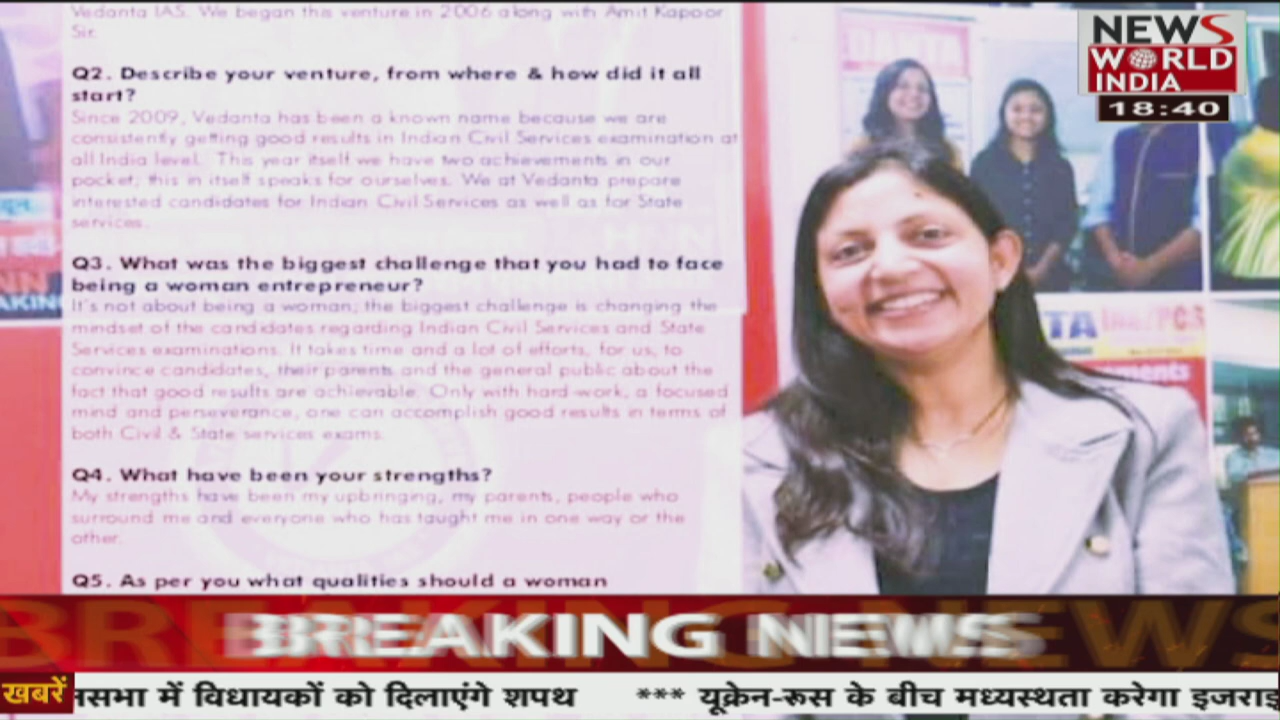 Vedanta IAS. We began this venture in 2006 along with Amit Kapoor
Sir.
Q2. Describe your venture, from where & how did it all
start?
Since 2009, Vedanta has been a known because we are
consistently getting good results in Indian Civil Services examination at
all India level. This year itself we have two achievements in our
pocket; this in itself speaks for ourselves. We at Vedanta prepare
interested candidates for Indian Civil Services as well as for State
services.
Q3. What was the biggest challenge that you had to face
being a woman entrepreneur?
It's not about being a woman; the biggest challenge is changing the
mindset of the candidates regarding Indian Civil Services and State
Services examinations. It takes time and a lot of efforts, for us, to
convince candidates, their parents and the general public about the
fact that good results are achievable. Only with hard-work, a focused
mind and perseverance, one can accomplish good results in terms of
both Civil & State services exams.
Q4. What have been your strengths?
My strengths have been my upbringing, my parents, people who
surround me and everyone who has taught me in one way or the
other.
Q5. As per you what qualities should a woman
NEWS
WORLD
INDIA
18:40
TA IAS/PCS
BREAKING NEWS
खबरें
सभा में विधायकों को दिलाएंगे शपथ *** यूक्रेन-रूस के बीच मध्यस्थता करेगा इजराइ